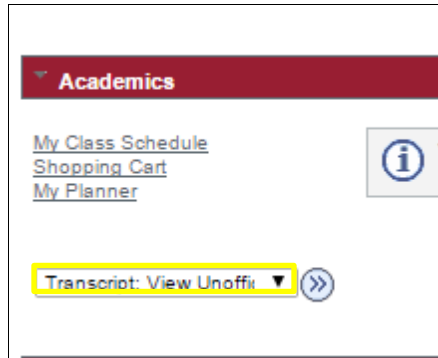 Academics
My Class Schedule
Shopping Cart
My Planner
Transcript: View Unoffic